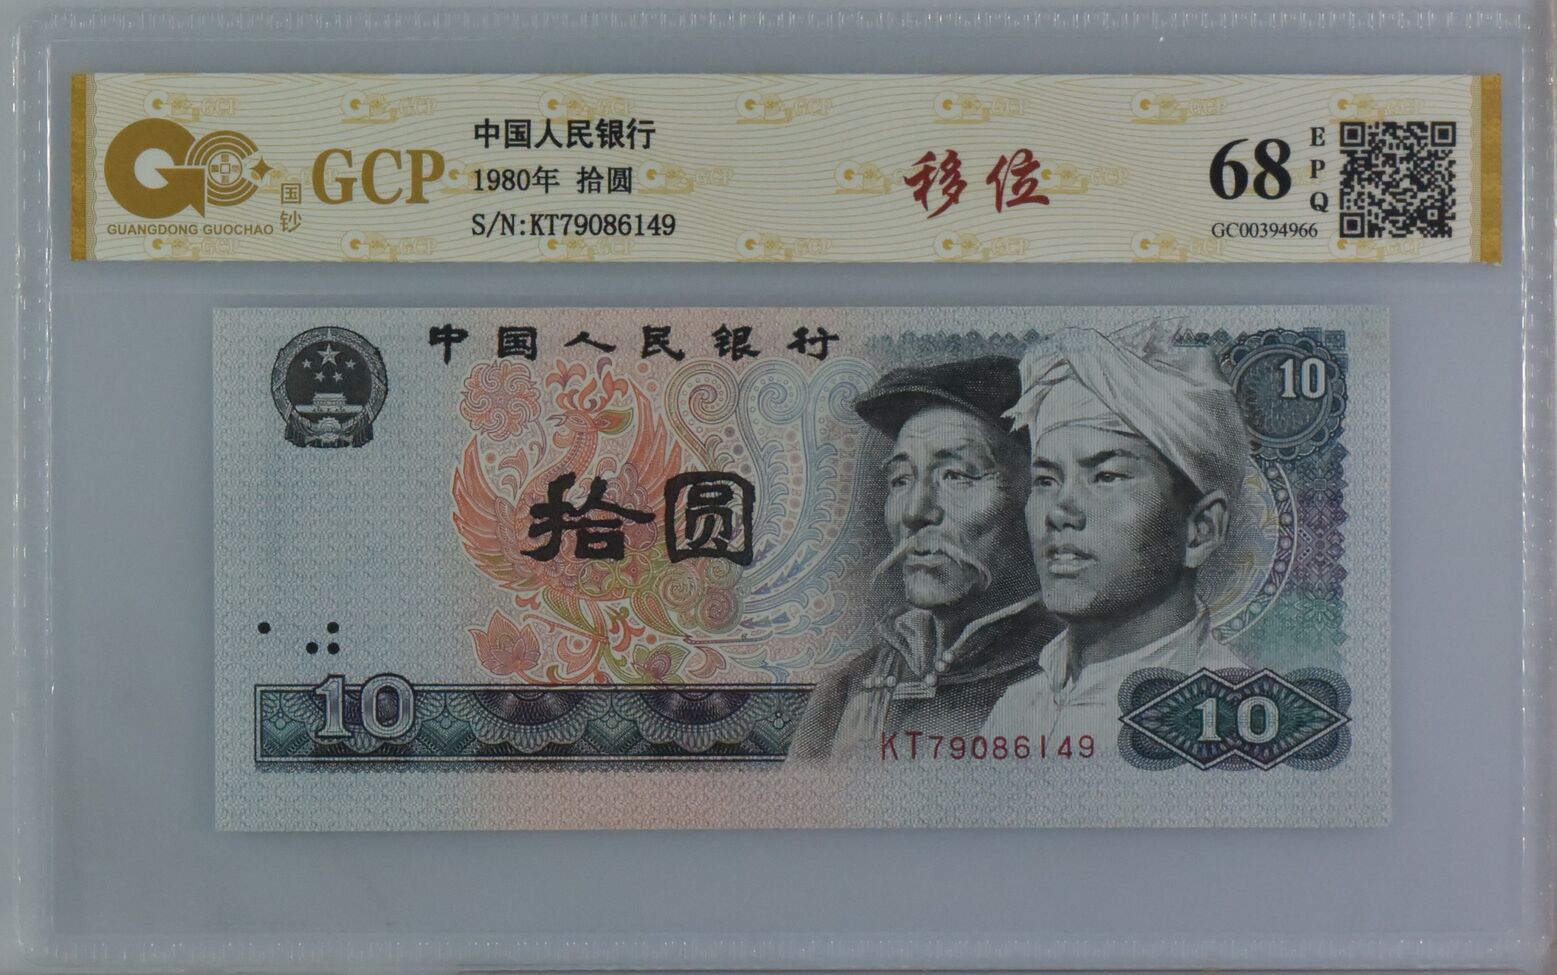 GUANGDONG GUOCHAO
国钞
GCP
中国人民银行
1980年 拾圆
S/N:KT79086149
移位
68
EPQ
GC00394966
中国人民银行
10
拾圆
10
KT79086149
10